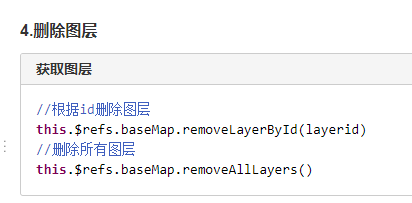 4.删除图层
获取图层
//根据id删除图层
this.$refs.baseMap.removeLayerById(layerid)
//删除所有图层
this.$refs.baseMap.removeAllLayers()